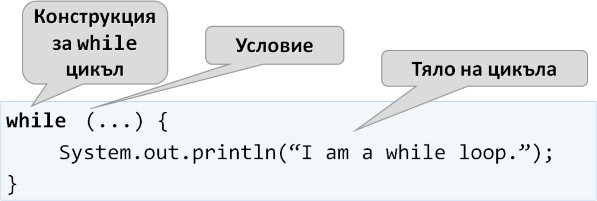 Конструкция
за while
цикъл
Условие
Тяло на цикъла
while (...) {
System.out.println(“I am a while loop.”);
}